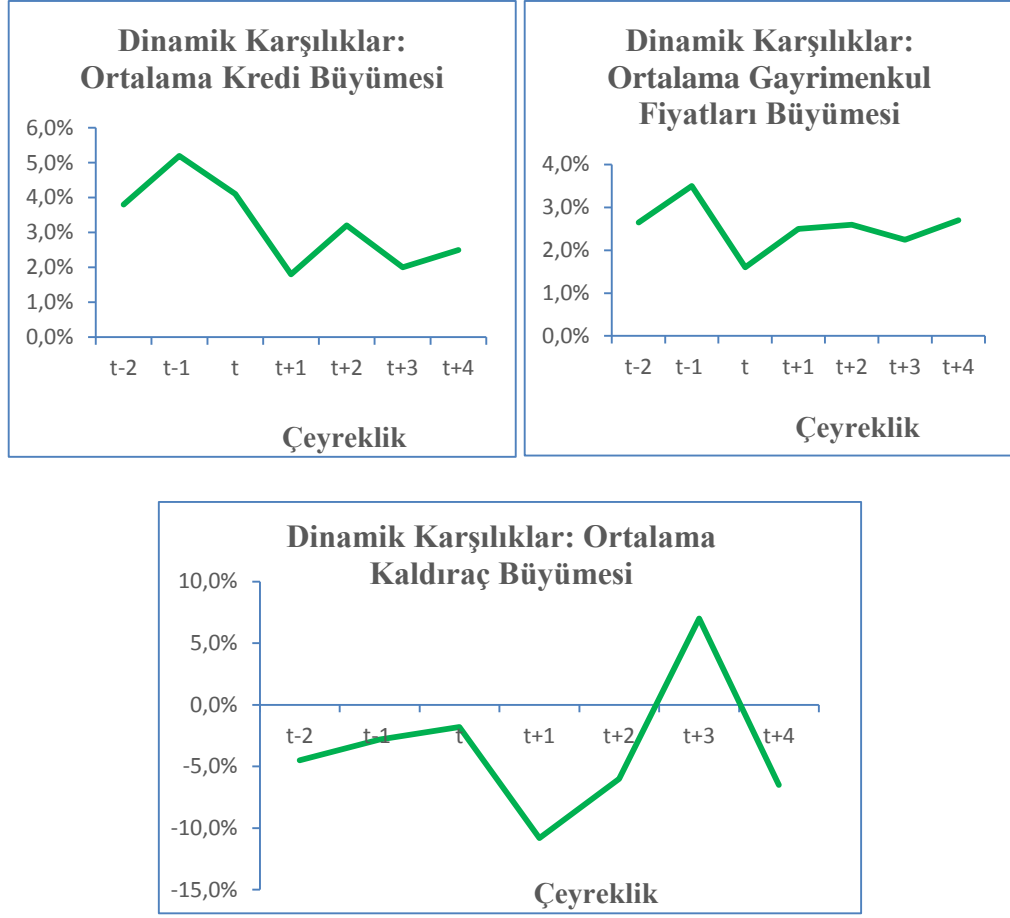 Dinamik Karşılıklar:
Ortalama Kredi Büyümesi
6,0%
5,0%
4,0%
3,0%
2,0%
1,0%
0,0%
t-2 t-1 t t+1 t+2 t+3 t+4
Çeyreklik
Dinamik Karşılıklar:
Ortalama Gayrimenkul
Fiyatları Büyümesi
4,0%
3,0%
2,0%
1,0%
0,0%
t-2 t-1 t t+1 t+2 t+3 t+4
Çeyreklik
Dinamik Karşılıklar: Ortalama
Kaldıraç Büyümesi
10,0%
5,0%
0,0%
t-2 t-1 t t+1 t+2 t+3 t+4
-5,0%
-10,0%
-15,0%
Çeyreklik